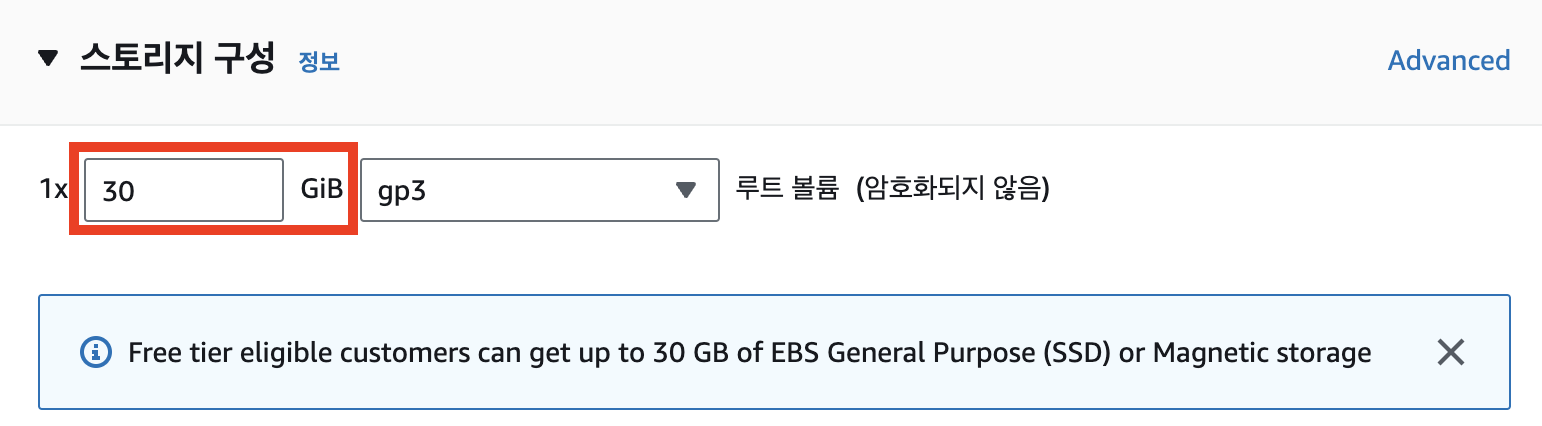 스토리지 구성 정보 Advanced
1x 30 GiB gp3 루트 볼륨 (암호화되지 않음)
Free tier eligible customers can get up to 30 GB of EBS General Purpose (SSD) or Magnetic storage